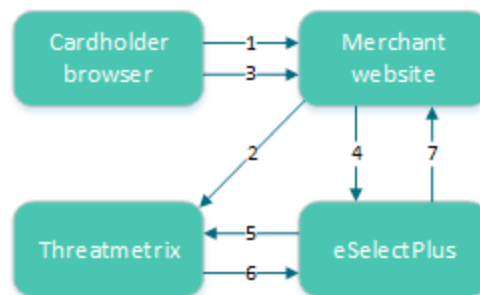 Cardholder
browser
1
3
Merchant
website
2
4
7
Threatmetrix
5
6
eSelectPlus